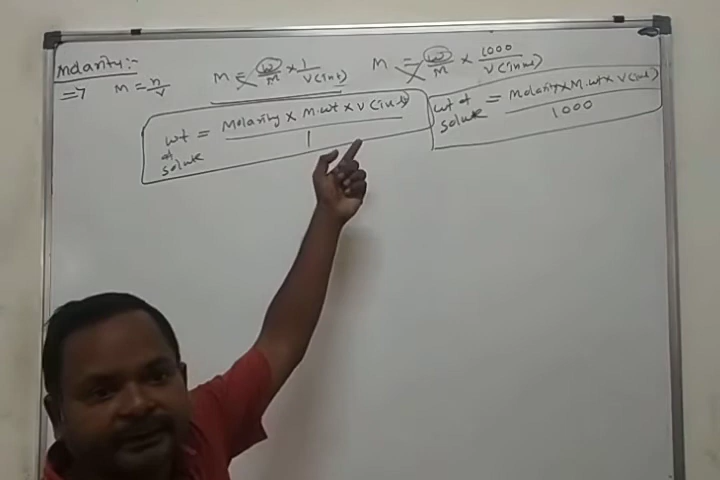 Molarity:-
=> M = n/v
M = w/m × 1/V(in L)
M = w/m × 1000/V(in ml)
wt of solute = Molarity × M.wt × V(in L) / 1
wt of solute = Molarity × M.wt × V(in ml) / 1000